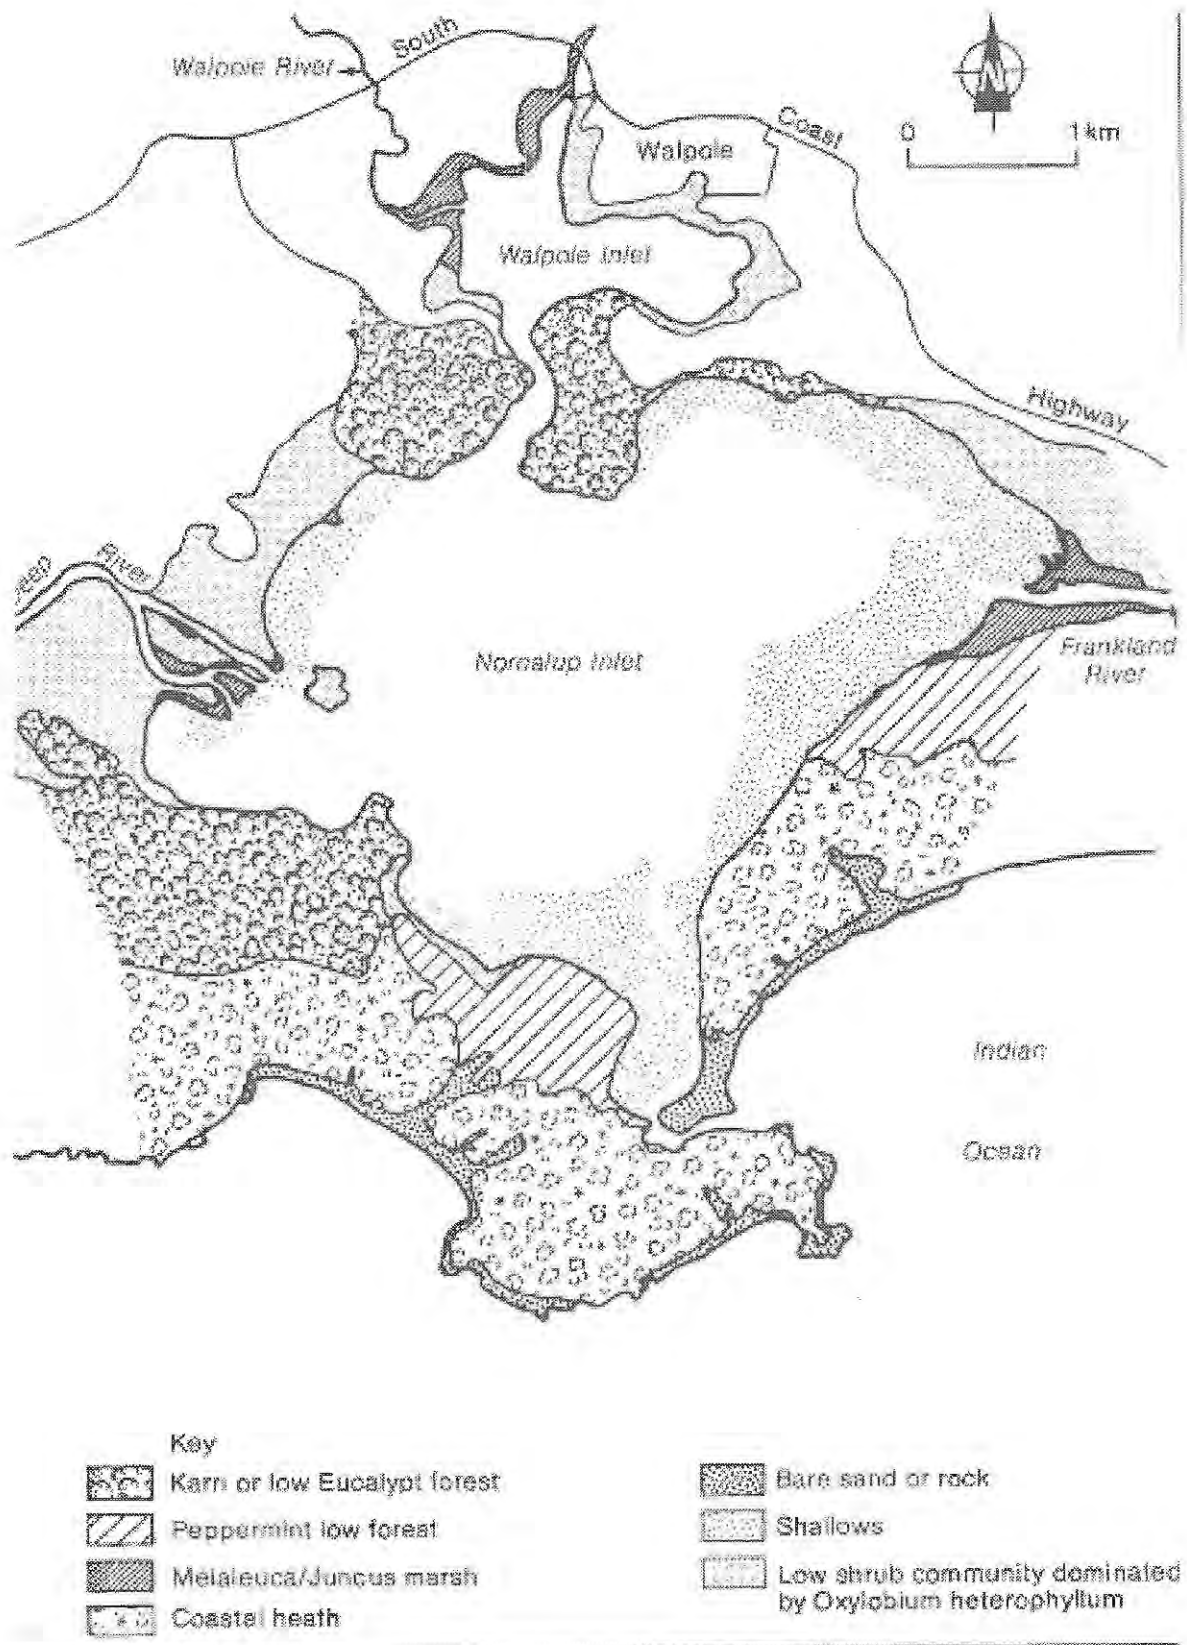 South
Walpole River
N
Coast
0 1 km
Walpole
Walpole Inlet
Highway
River
Nornalup Inlet
Frankland
River
Indian
Ocean
Key
Karri or low Eucalypt forest
Peppermint low forest
Melaleuca/Juncus marsh
Coastal heath
Bare sand or rock
Shallows
Low shrub community dominated
by Oxylobium heterophyllum